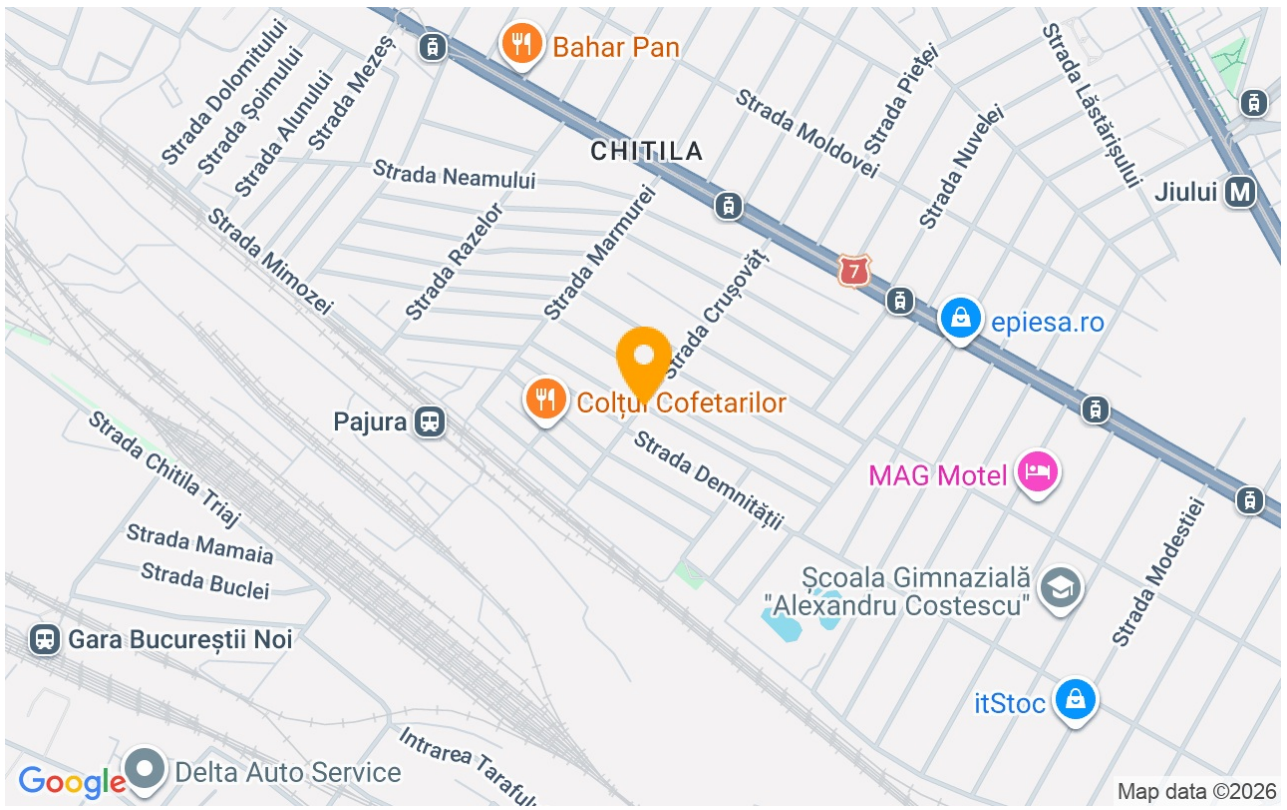 Bahar Pan
Strada Dolomitului
Strada Șoimului
Strada Alunului
Strada Mezeș
Strada Lăstărișului
Strada Pieței
Strada Moldovei
Strada Nuvelei
CHITILA
Strada Neamului
Jiului M
Strada Mimozei
Strada Razelor
Strada Marmurei
Strada Crușovăț
7
epiesa.ro
Colțul Cofetarilor
Pajura
Strada Demnității
MAG Motel
Strada Chitila Triaj
Strada Mamaia
Strada Buclei
Strada Modestiei
Școala Gimnazială
"Alexandru Costescu"
Gara Bucureștii Noi
itStoc
Intrarea Tarafulu
Google
Delta Auto Service
Map data ©2026